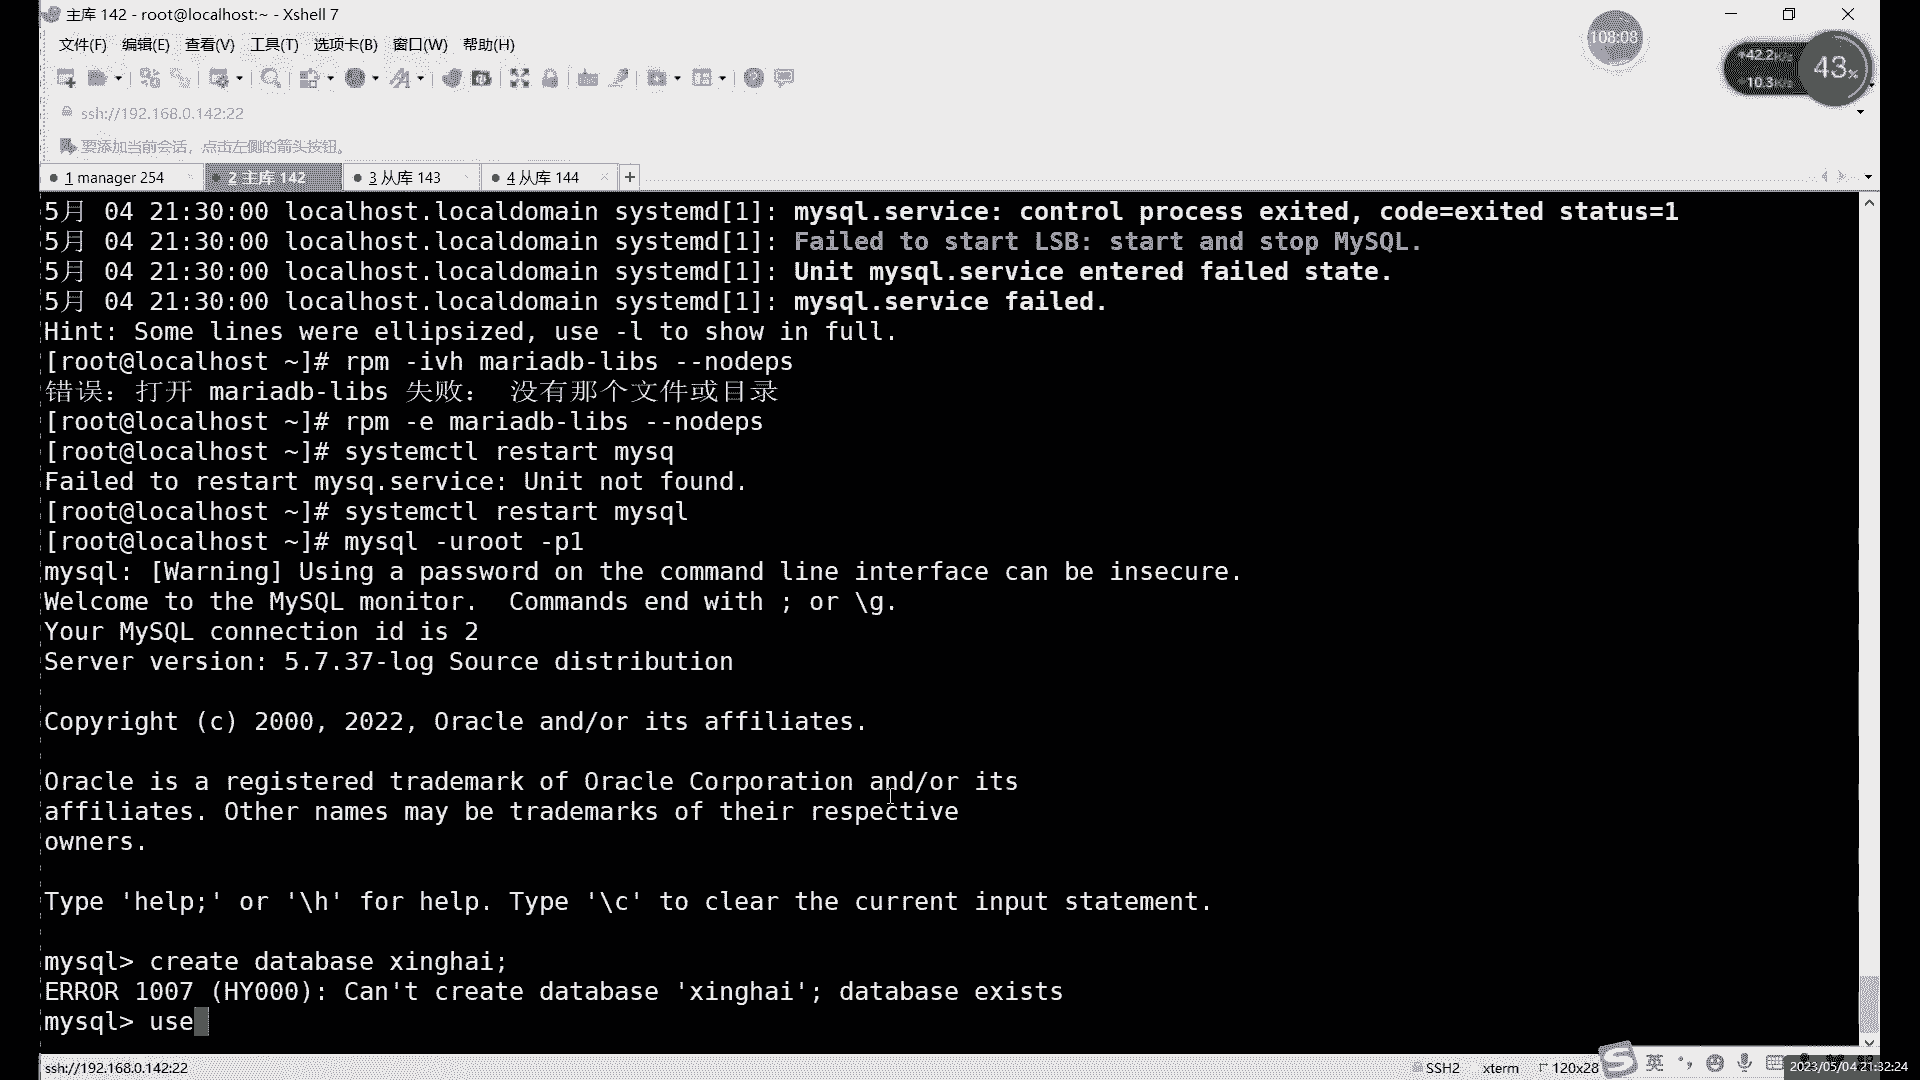 主库 142 - root@localhost:~ - Xshell 7
文件(F) 编辑(E) 查看(V) 工具(T) 选项卡(B) 窗口(W) 帮助(H)
108:08
43%
ssh://192.168.0.142:22
要添加当前会话，点击左侧的箭头按钮。
1 manager 254
2 主库 142
3 从库 143
4 从库 144
5月 04 21:30:00 localhost.localdomain systemd[1]: mysql.service: control process exited, code=exited status=1
5月 04 21:30:00 localhost.localdomain systemd[1]: Failed to start LSB: start and stop MySQL.
5月 04 21:30:00 localhost.localdomain systemd[1]: Unit mysql.service entered failed state.
5月 04 21:30:00 localhost.localdomain systemd[1]: mysql.service failed.
Hint: Some lines were ellipsized, use -l to show in full.
[root@localhost ~]# rpm -ivh mariadb-libs --nodeps
错误：打开 mariadb-libs 失败： 没有那个文件或目录
[root@localhost ~]# rpm -e mariadb-libs --nodeps
[root@localhost ~]# systemctl restart mysq
Failed to restart mysq.service: Unit not found.
[root@localhost ~]# systemctl restart mysql
[root@localhost ~]# mysql -uroot -p1
mysql: [Warning] Using a password on the command line interface can be insecure.
Welcome to the MySQL monitor.  Commands end with ; or \g.
Your MySQL connection id is 2
Server version: 5.7.37-log Source distribution
Copyright (c) 2000, 2022, Oracle and/or its affiliates.
Oracle is a registered trademark of Oracle Corporation and/or its
affiliates. Other names may be trademarks of their respective
owners.
Type 'help;' or '\h' for help. Type '\c' to clear the current input statement.
mysql> create database xinghai;
ERROR 1007 (HY000): Can't create database 'xinghai'; database exists
mysql> use
ssh://192.168.0.142:22
SSH2 xterm 120x28
英
2023/05/04 21:32:24